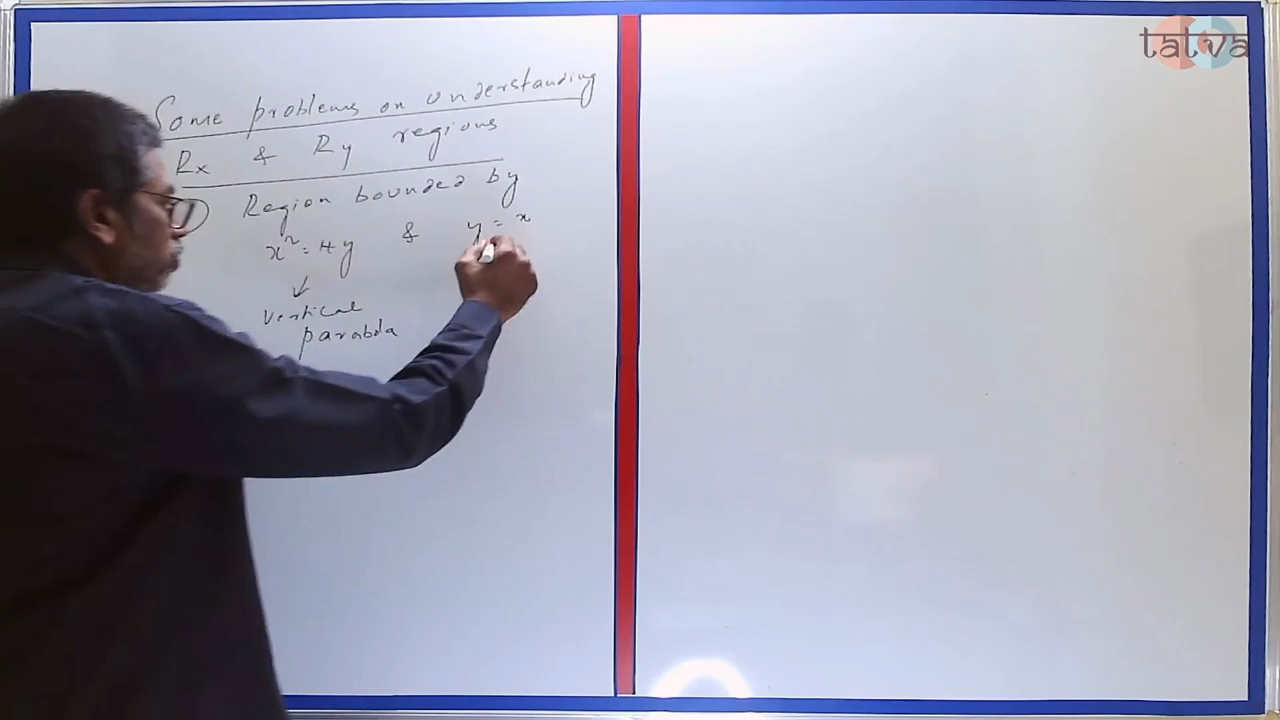 tatva
Some problems on understanding
Rx & Ry regions
Region bounded by
x² = 4y & y = x
↓
Vertical
parabola